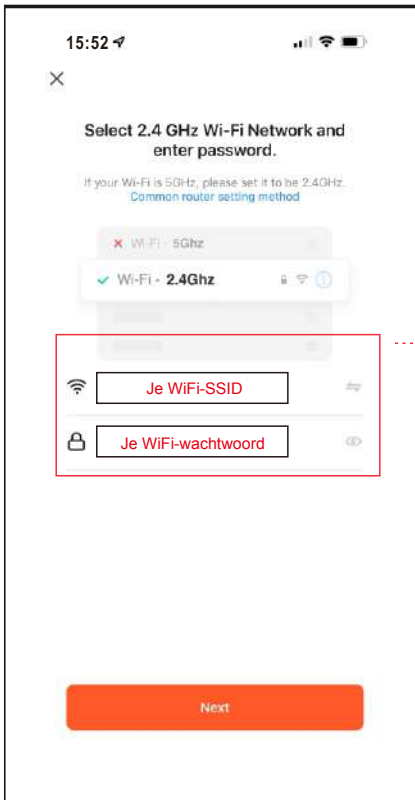 15:52
Select 2.4 GHz Wi-Fi Network and
enter password.
If your Wi-Fi is 5GHz, please set it to be 2.4GHz.
Common router setting method
Wi-Fi - 5Ghz
Wi-Fi - 2.4Ghz
Je WiFi-SSID
Je WiFi-wachtwoord
Next